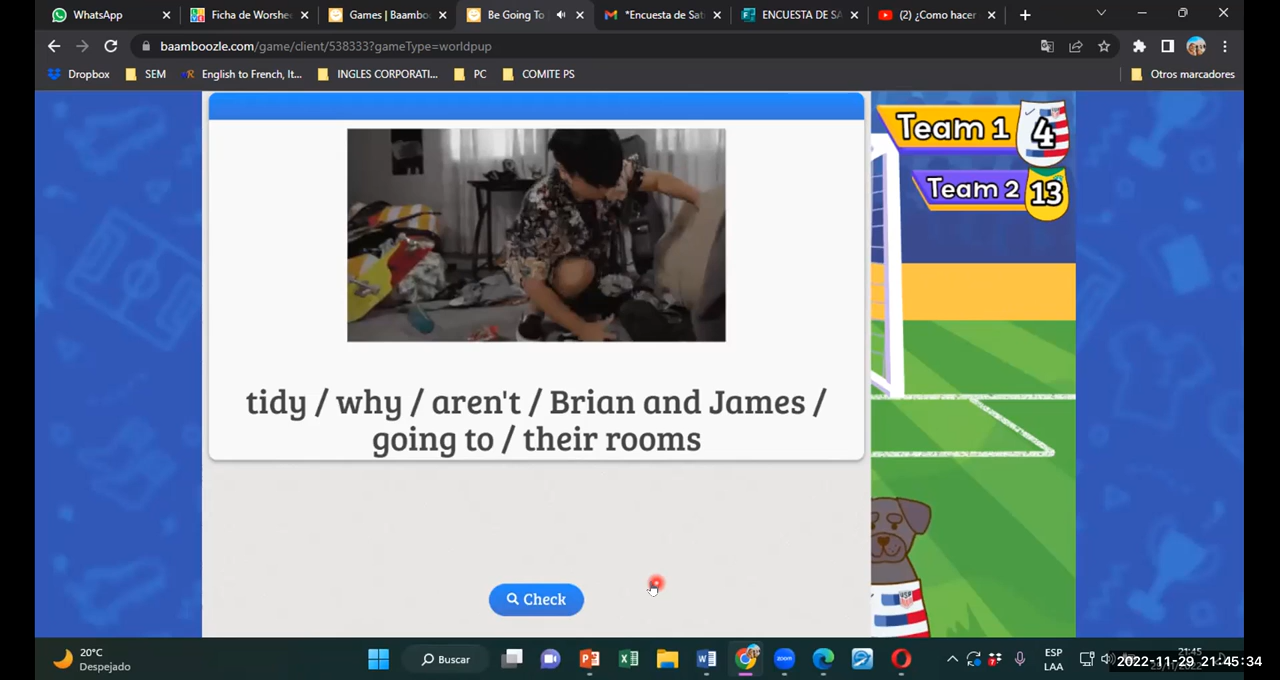 WhatsApp
Ficha de Worshee
Games | Baambo
Be Going To
*Encuesta de Sat
ENCUESTA DE SA
(2) ¿Como hacer
baamboozle.com/game/client/538333?gameType=worldpup
Dropbox
SEM
English to French, It...
INGLES CORPORATI...
PC
COMITE PS
Otros marcadores
Team 1 4
Team 2 13
tidy / why / aren't / Brian and James /
going to / their rooms
Check
20°C
Despejado
Buscar
ESP
LAA
21:45
2022-11-29 21:45:34